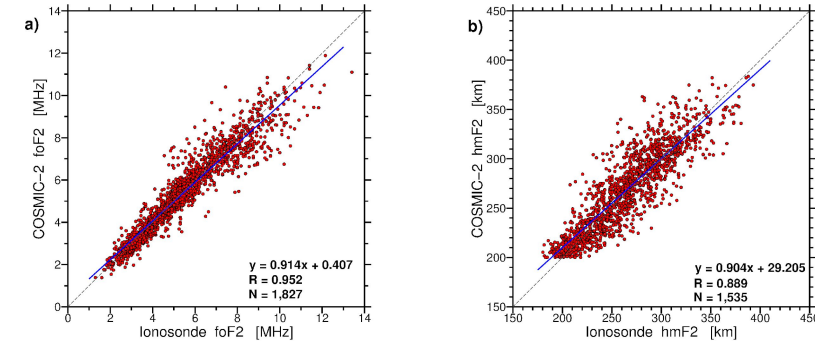 a)
14
12
10
8
6
4
2
0
COSMIC-2 foF2 [MHz]
y = 0.914x + 0.407
R = 0.952
N = 1,827
0 2 4 6 8 10 12 14
Ionosonde foF2 [MHz]
b)
450
400
350
300
250
200
150
COSMIC-2 hmF2 [km]
y = 0.904x + 29.205
R = 0.889
N = 1,535
150 200 250 300 350 400 450
Ionosonde hmF2 [km]